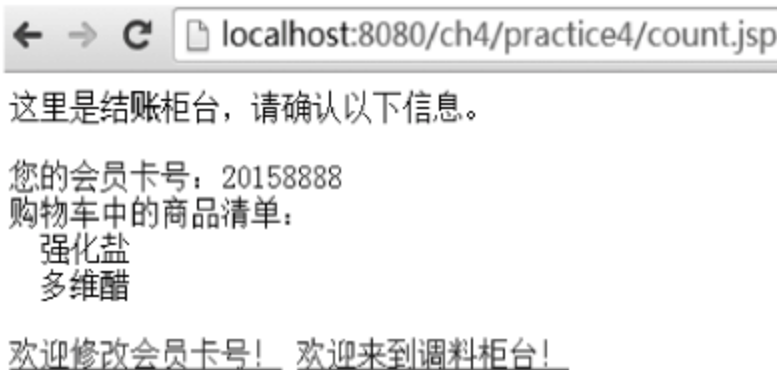 localhost:8080/ch4/practice4/count.jsp
这里是结账柜台，请确认以下信息。
您的会员卡号：20158888
购物车中的商品清单：
强化盐
多维醋
欢迎修改会员卡号！ 欢迎来到调料柜台！